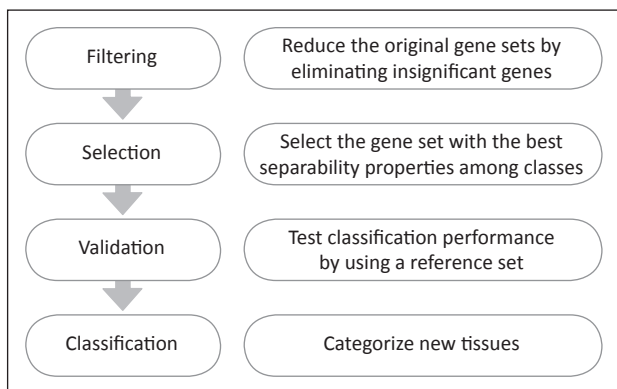 Filtering
Reduce the original gene sets by
eliminating insignificant genes
Selection
Select the gene set with the best
separability properties among classes
Validation
Test classification performance
by using a reference set
Classification
Categorize new tissues